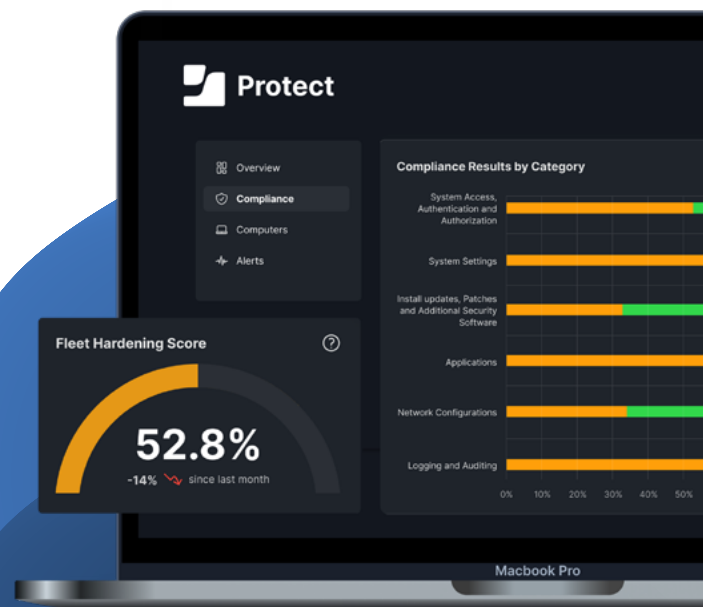 Protect
Overview
Compliance
Computers
Alerts
Compliance Results by Category
System Access,
Authentication and
Authorization
System Settings
Install updates, Patches
and Additional Security
Software
Applications
Network Configurations
Logging and Auditing
0% 10% 20% 30% 40% 50%
Fleet Hardening Score
?
52.8%
-14% since last month
Macbook Pro